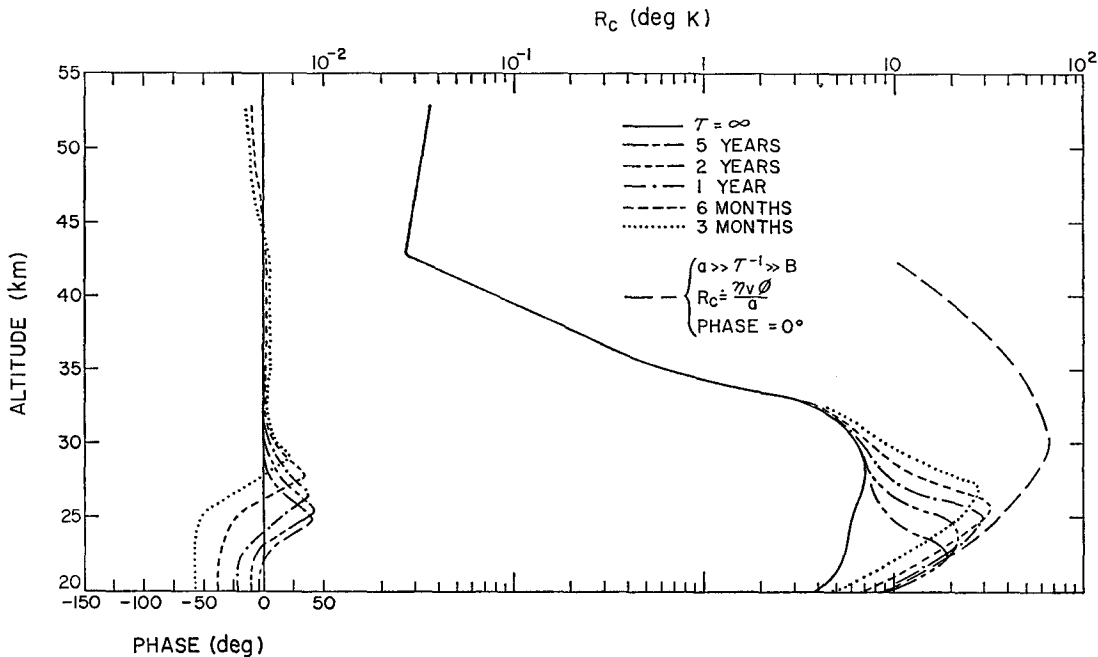 R_c (deg K)
10^-2 10^-1 1 10^1 10^2
55
50
45
40
35
30
25
20
ALTITUDE (km)
τ = ∞
5 YEARS
2 YEARS
1 YEAR
6 MONTHS
3 MONTHS
a >> τ^-1 >> B
R_c ≐ ηvφ/a
PHASE = 0°
-150 -100 -50 0 50
PHASE (deg)